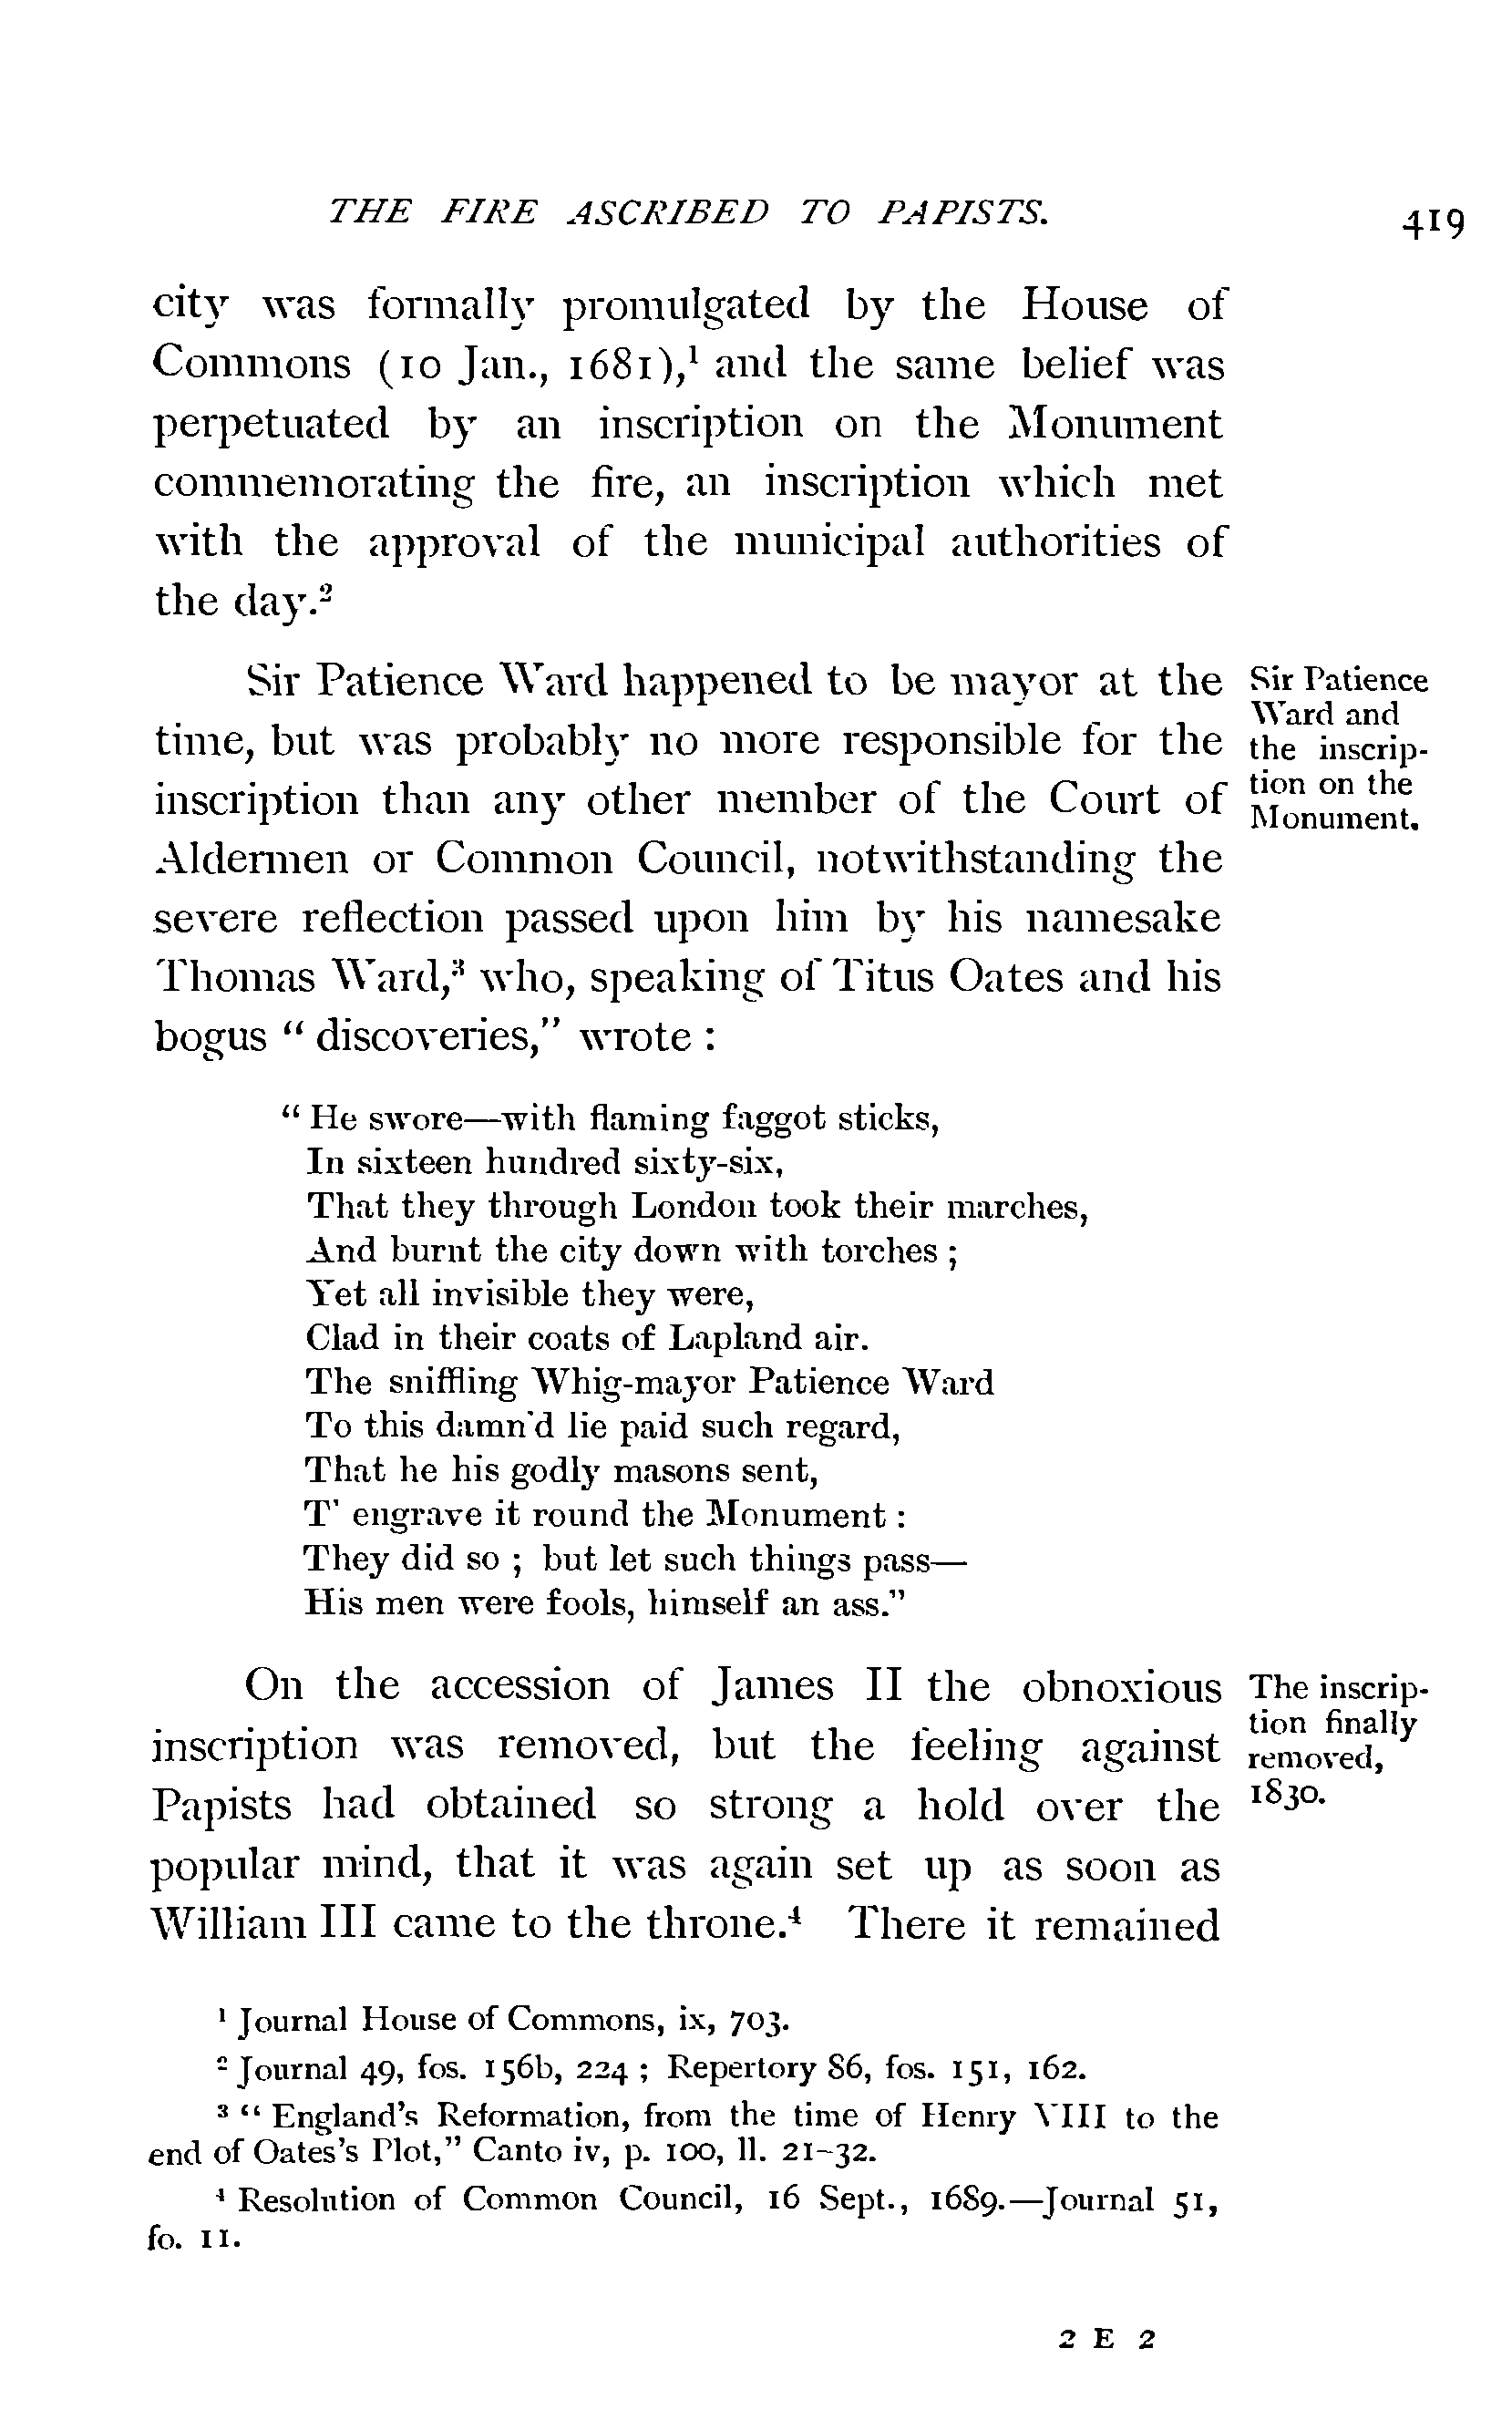 THE FIRE ASCRIBED TO PAPISTS. 419
city was formally promulgated by the House of
Commons (10 Jan., 1681),¹ and the same belief was
perpetuated by an inscription on the Monument
commemorating the fire, an inscription which met
with the approval of the municipal authorities of
the day.²
Sir Patience Ward happened to be mayor at the
time, but was probably no more responsible for the
inscription than any other member of the Court of
Aldermen or Common Council, notwithstanding the
severe reflection passed upon him by his namesake
Thomas Ward,³ who, speaking of Titus Oates and his
bogus “ discoveries,” wrote :
Sir Patience
Ward and
the inscrip-
tion on the
Monument.
“ He swore—with flaming faggot sticks,
In sixteen hundred sixty-six,
That they through London took their marches,
And burnt the city down with torches ;
Yet all invisible they were,
Clad in their coats of Lapland air.
The sniffling Whig-mayor Patience Ward
To this damn'd lie paid such regard,
That he his godly masons sent,
T' engrave it round the Monument :
They did so ; but let such things pass—
His men were fools, himself an ass.”
On the accession of James II the obnoxious
inscription was removed, but the feeling against
Papists had obtained so strong a hold over the
popular mind, that it was again set up as soon as
William III came to the throne.⁴ There it remained
The inscrip-
tion finally
removed,
1830.
¹ Journal House of Commons, ix, 703.
² Journal 49, fos. 156b, 224 ; Repertory 86, fos. 151, 162.
³ “ England's Reformation, from the time of Henry VIII to the
end of Oates's Plot,” Canto iv, p. 100, ll. 21-32.
⁴ Resolution of Common Council, 16 Sept., 1689.—Journal 51,
fo. 11.
2 E 2